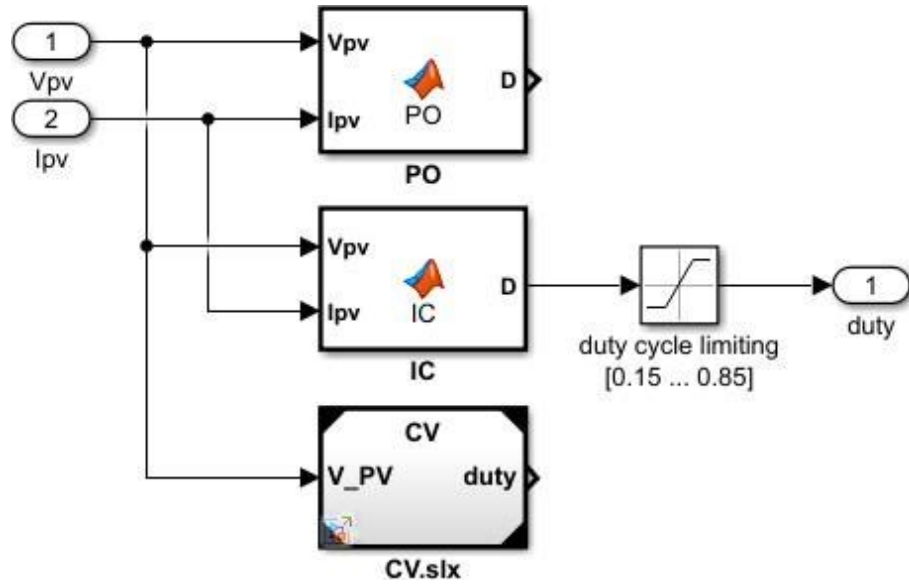 1
Vpv
2
Ipv
Vpv
Ipv
PO
D
PO
Vpv
Ipv
IC
D
IC
duty cycle limiting
[0.15 ... 0.85]
1
duty
CV
V_PV
duty
CV.slx